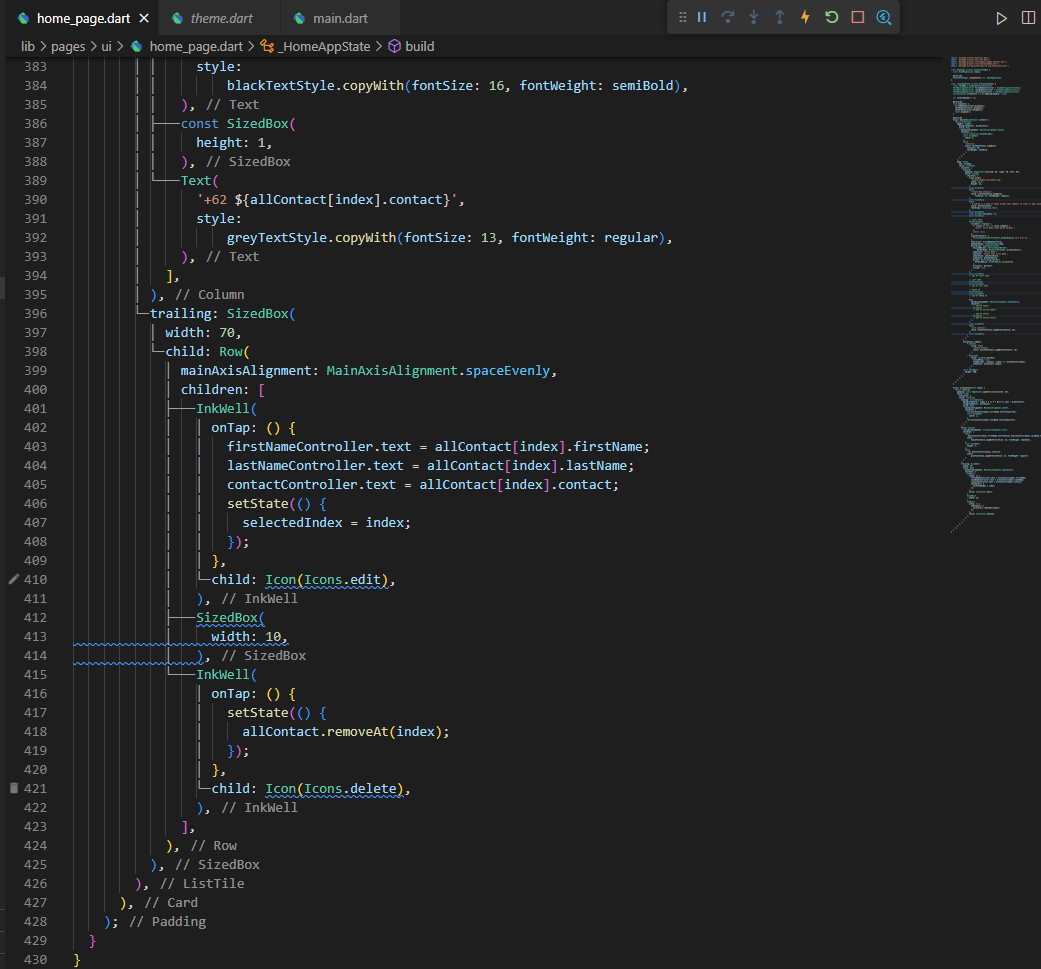 home_page.dart
theme.dart
main.dart
lib > pages > ui > home_page.dart > _HomeAppState > build
383 style:
384 blackTextStyle.copyWith(fontSize: 16, fontWeight: semiBold),
385 ), // Text
386 const SizedBox(
387 height: 1,
388 ), // SizedBox
389 Text(
390 '+62 ${allContact[index].contact}',
391 style:
392 greyTextStyle.copyWith(fontSize: 13, fontWeight: regular),
393 ), // Text
394 ],
395 ), // Column
396 trailing: SizedBox(
397 width: 70,
398 child: Row(
399 mainAxisAlignment: MainAxisAlignment.spaceEvenly,
400 children: [
401 InkWell(
402 onTap: () {
403 firstNameController.text = allContact[index].firstName;
404 lastNameController.text = allContact[index].lastName;
405 contactController.text = allContact[index].contact;
406 setState(() {
407 selectedIndex = index;
408 });
409 },
410 child: Icon(Icons.edit),
411 ), // InkWell
412 SizedBox(
413 width: 10,
414 ), // SizedBox
415 InkWell(
416 onTap: () {
417 setState(() {
418 allContact.removeAt(index);
419 });
420 },
421 child: Icon(Icons.delete),
422 ), // InkWell
423 ],
424 ), // Row
425 ), // SizedBox
426 ), // ListTile
427 ), // Card
428 ); // Padding
429 }
430 }